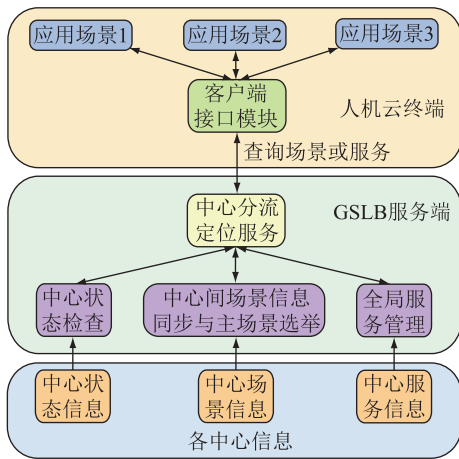 应用场景1
应用场景2
应用场景3
客户端
接口模块
人机云终端
查询场景或服务
中心分流
定位服务
GSLB服务端
中心状
态检查
中心间场景信息
同步与主场景选举
全局服
务管理
中心状
态信息
中心场
景信息
中心服
务信息
各中心信息